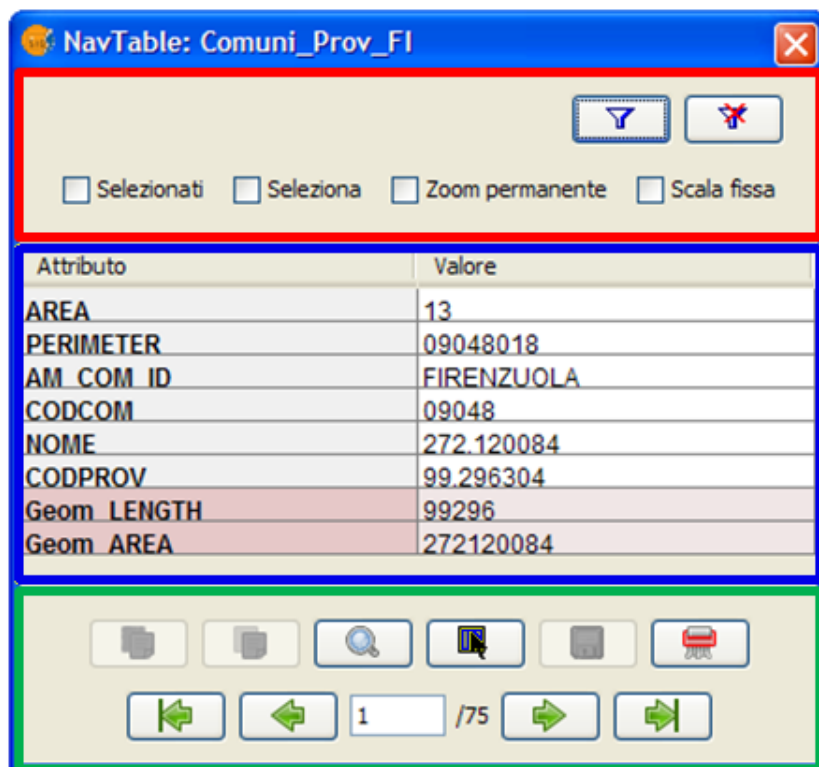 NavTable: Comuni_Prov_FI
Selezionati Seleziona Zoom permanente Scala fissa
Attributo Valore
AREA 13
PERIMETER 09048018
AM_COM_ID FIRENZUOLA
CODCOM 09048
NOME 272.120084
CODPROV 99.296304
Geom_LENGTH 99296
Geom_AREA 272120084
1 /75